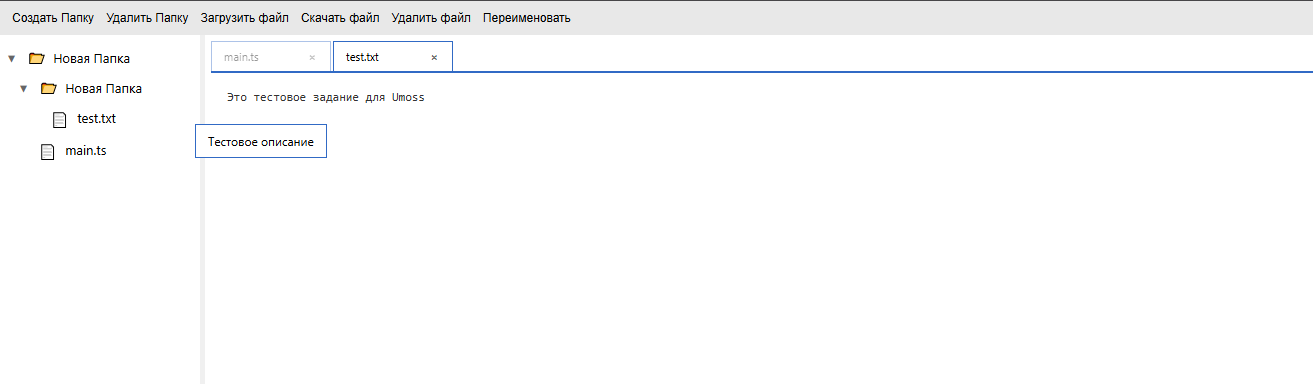 Создать Папку Удалить Папку Загрузить файл Скачать файл Удалить файл Переименовать
Новая Папка
Новая Папка
test.txt
main.ts
main.ts × test.txt ×
Это тестовое задание для Umoss
Тестовое описание